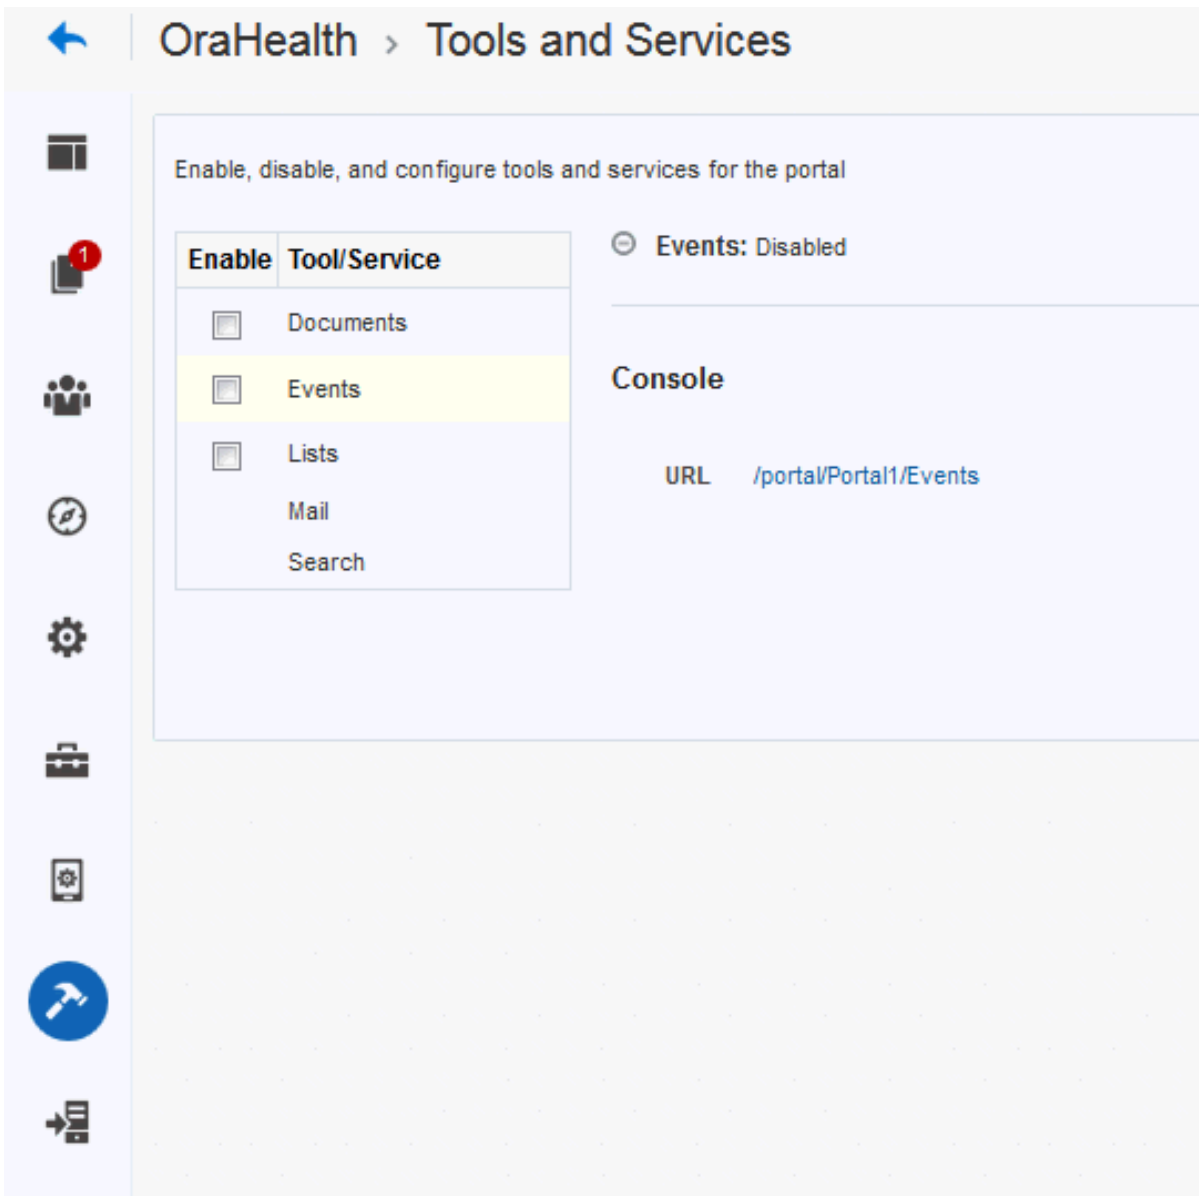 OraHealth > Tools and Services
1
Enable, disable, and configure tools and services for the portal
Enable Tool/Service
Documents
Events
Lists
Mail
Search
Events: Disabled
Console
URL /portal/Portal1/Events